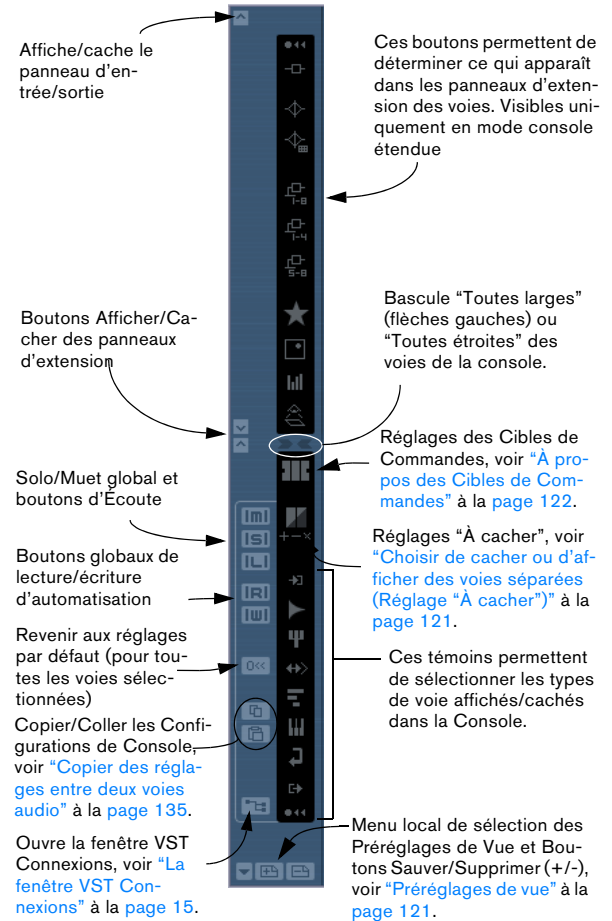 Affiche/cache le
panneau d'en-
trée/sortie
Ces boutons permettent de
déterminer ce qui apparaît
dans les panneaux d'exten-
sion des voies. Visibles uni-
quement en mode console
étendue
1-8
1-4
5-8
Boutons Afficher/Ca-
cher des panneaux
d'extension
Bascule “Toutes larges”
(flèches gauches) ou
“Toutes étroites” des
voies de la console.
Réglages des Cibles de
Commandes, voir “À pro-
pos des Cibles de Com-
mandes” à la page 122.
Solo/Muet global et
boutons d'Écoute
|m|
|S|
|L|
Réglages “À cacher”, voir
“Choisir de cacher ou d'af-
ficher des voies séparées
(Réglage “À cacher”)” à la
page 121.
Boutons globaux de
lecture/écriture
d'automatisation
|R|
|W|
Revenir aux réglages
par défaut (pour tou-
tes les voies sélec-
tionnées)
0<<
Ces témoins permettent
de sélectionner les types
de voie affichés/cachés
dans la Console.
Copier/Coller les Confi-
gurations de Console,
voir “Copier des régla-
ges entre deux voies
audio” à la page 135.
Ouvre la fenêtre VST
Connexions, voir “La
fenêtre VST Con-
nexions” à la page 15.
Menu local de sélection des
Préréglages de Vue et Bou-
tons Sauver/Supprimer (+/-),
voir “Préréglages de vue” à la
page 121.